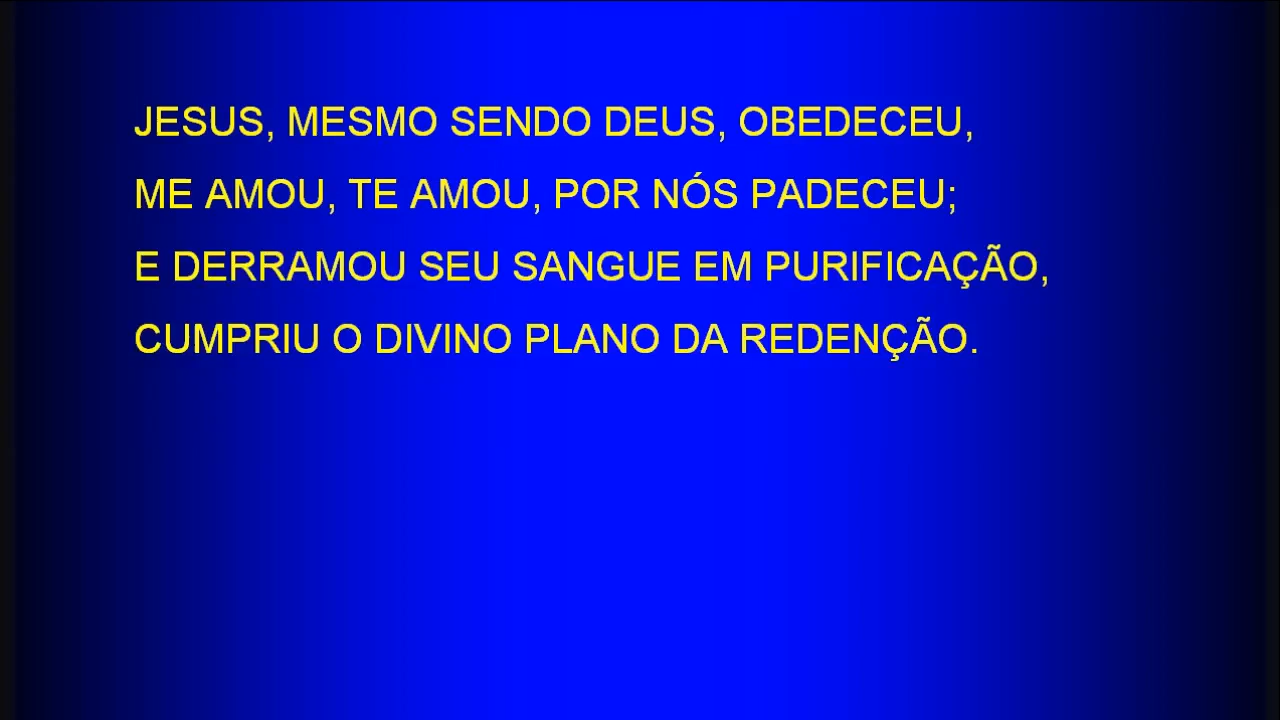 JESUS, MESMO SENDO DEUS, OBEDECEU,
ME AMOU, TE AMOU, POR NÓS PADECEU;
E DERRAMOU SEU SANGUE EM PURIFICAÇÃO,
CUMPRIU O DIVINO PLANO DA REDENÇÃO.